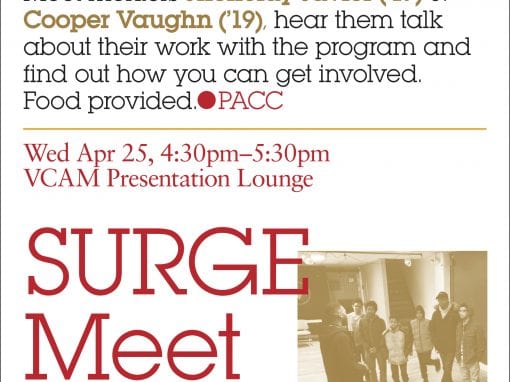 Cooper Vaughn (’19), hear them talk
about their work with the program and
find out how you can get involved.
Food provided.●PACC
Wed Apr 25, 4:30pm–5:30pm
VCAM Presentation Lounge
SURGE
Meet